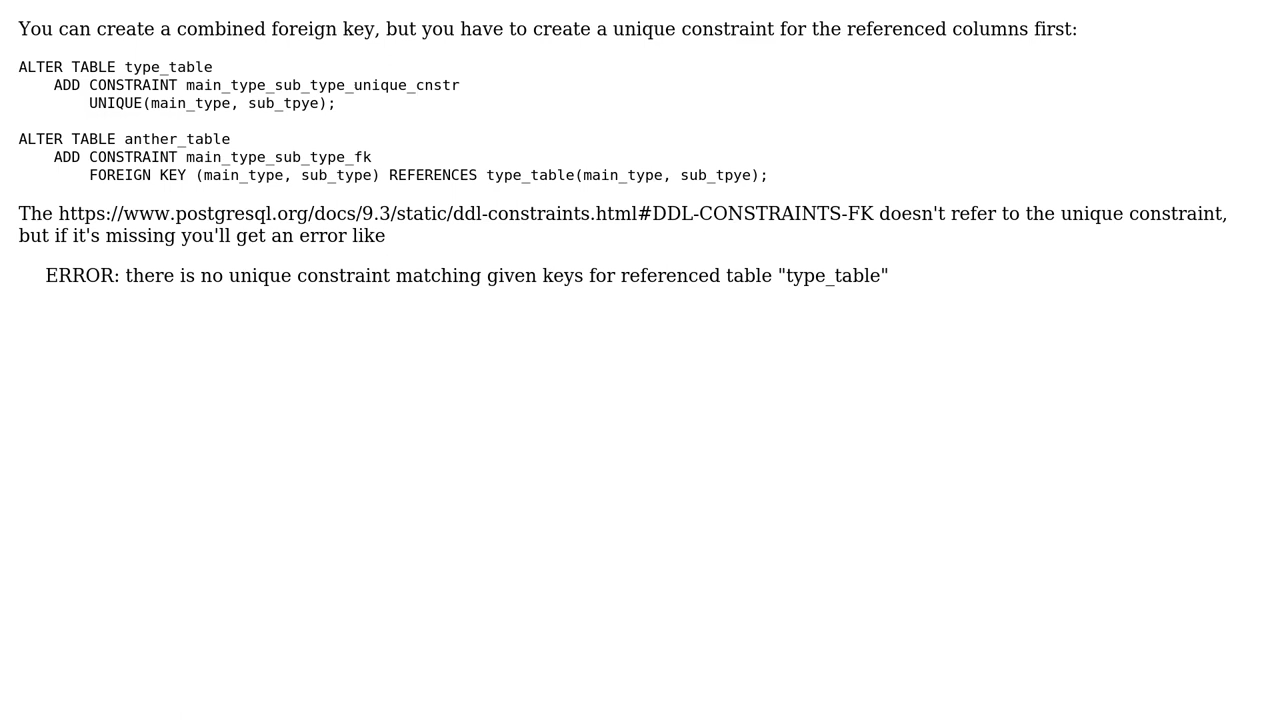 You can create a combined foreign key, but you have to create a unique constraint for the referenced columns first:
ALTER TABLE type_table
    ADD CONSTRAINT main_type_sub_type_unique_cnstr
        UNIQUE(main_type, sub_tpye);
ALTER TABLE anther_table
    ADD CONSTRAINT main_type_sub_type_fk
        FOREIGN KEY (main_type, sub_type) REFERENCES type_table(main_type, sub_tpye);
The https://www.postgresql.org/docs/9.3/static/ddl-constraints.html#DDL-CONSTRAINTS-FK doesn't refer to the unique constraint,
but if it's missing you'll get an error like
ERROR: there is no unique constraint matching given keys for referenced table "type_table"